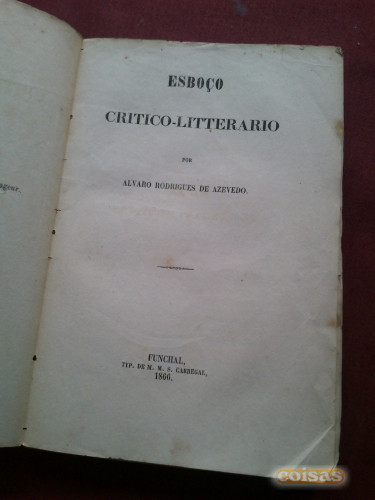 ESBOÇO
CRITICO-LITTERARIO
POR
ALVARO RODRIGUES DE AZEVEDO.
FUNCHAL,
TYP. DE M. M. S. CARREGAL,
1866.
coisas